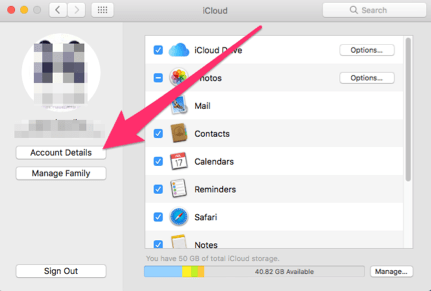 iCloud
Search
iCloud Drive
Options...
Photos
Options...
Mail
Contacts
Account Details
Calendars
Manage Family
Reminders
Safari
Notes
You have 50 GB of total iCloud storage.
Sign Out
40.82 GB Available
Manage...
17